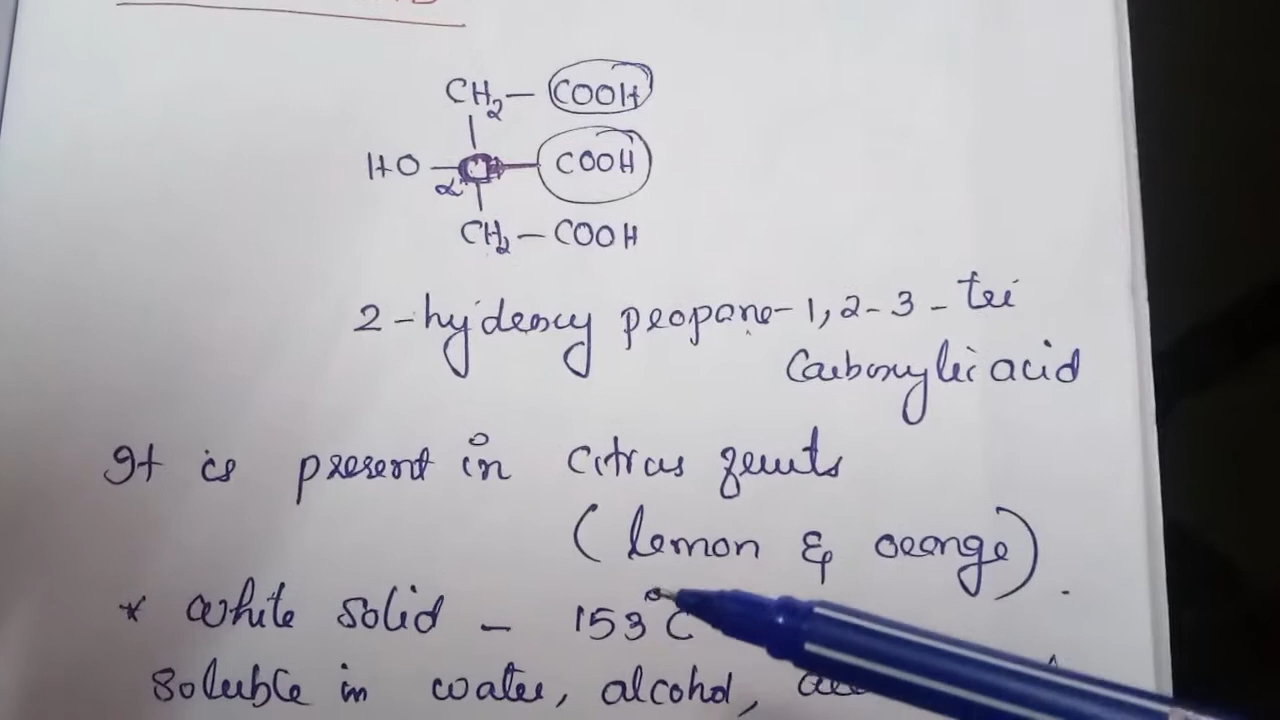 CH2 — COOH
HO — C — COOH
α
CH2 — COOH
2-hydroxy propane-1,2-3-tri
Carboxylic acid
It is present in citrus fruits
(lemon & orange).
* White solid - 153°C
soluble in water, alcohol,